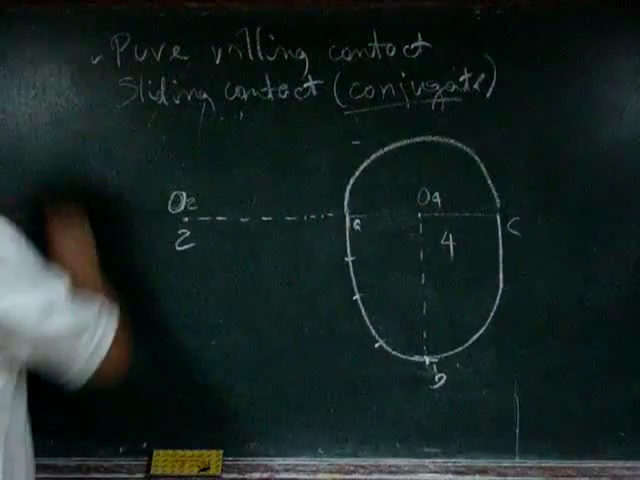 Pure rolling contact
Sliding contact (conjugate)
O2
O4
a
C
2
4
b